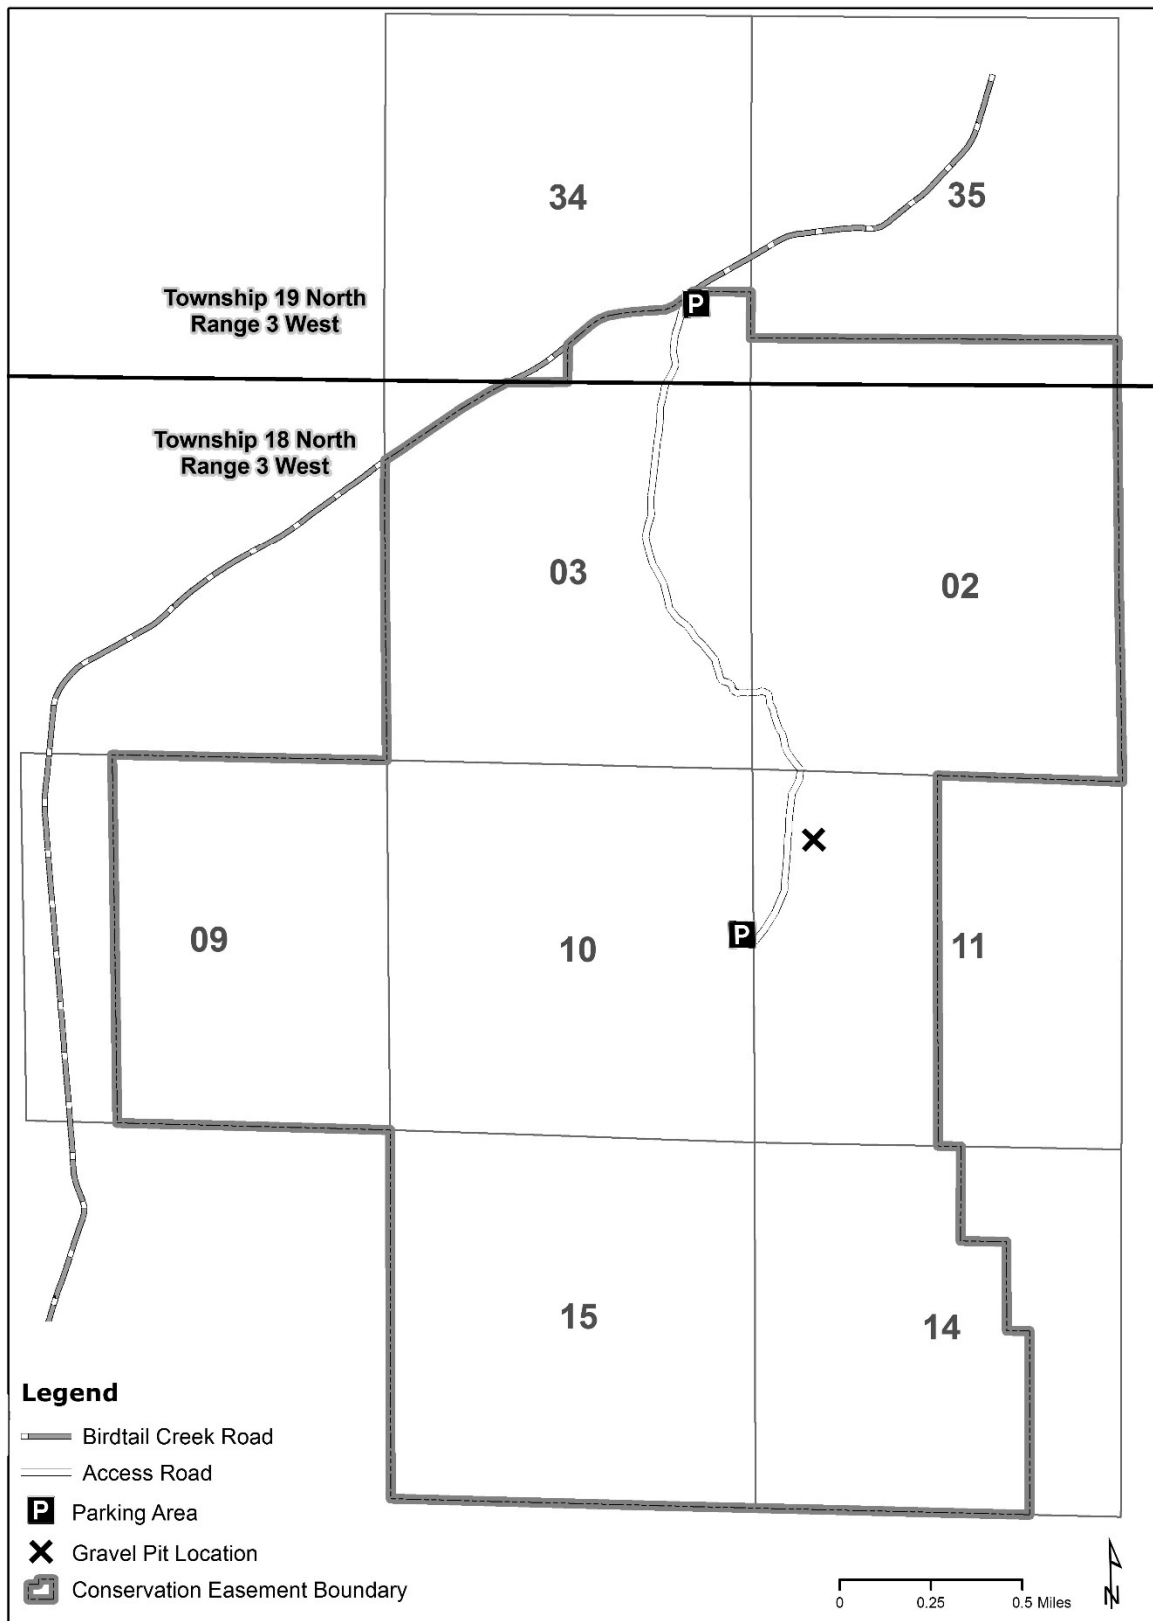 34
35
Township 19 North
Range 3 West
P
Township 18 North
Range 3 West
03
02
09
10
P
11
15
14
Legend
Birdtail Creek Road
Access Road
P Parking Area
Gravel Pit Location
Conservation Easement Boundary
0 0.25 0.5 Miles
N